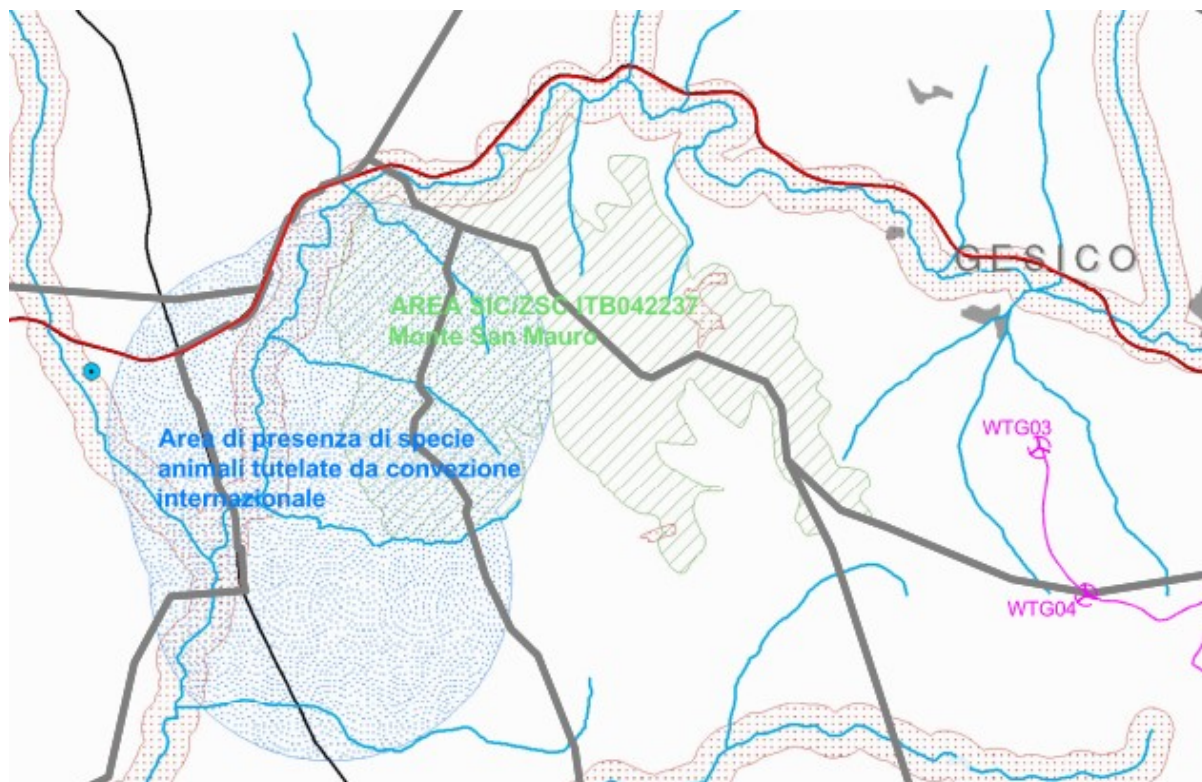 GESICO
AREA SIC/ZSC ITB042237
Monte San Mauro
WTG03
Area di presenza di specie
animali tutelate da convezione
internazionale
WTG04